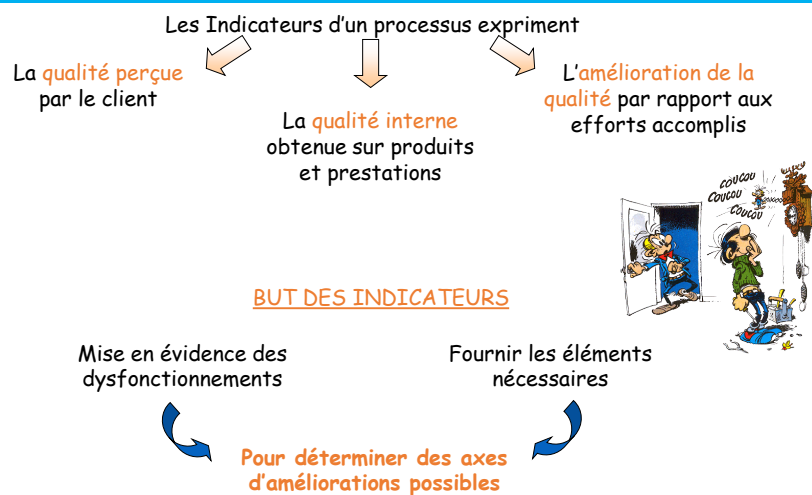 Les Indicateurs d'un processus expriment
La qualité perçue
par le client
La qualité interne
obtenue sur produits
et prestations
L'amélioration de la
qualité par rapport aux
efforts accomplis
COUCOU
COUCOU
COUCOU
BUT DES INDICATEURS
Mise en évidence des
dysfonctionnements
Fournir les éléments
nécessaires
Pour déterminer des axes
d'améliorations possibles